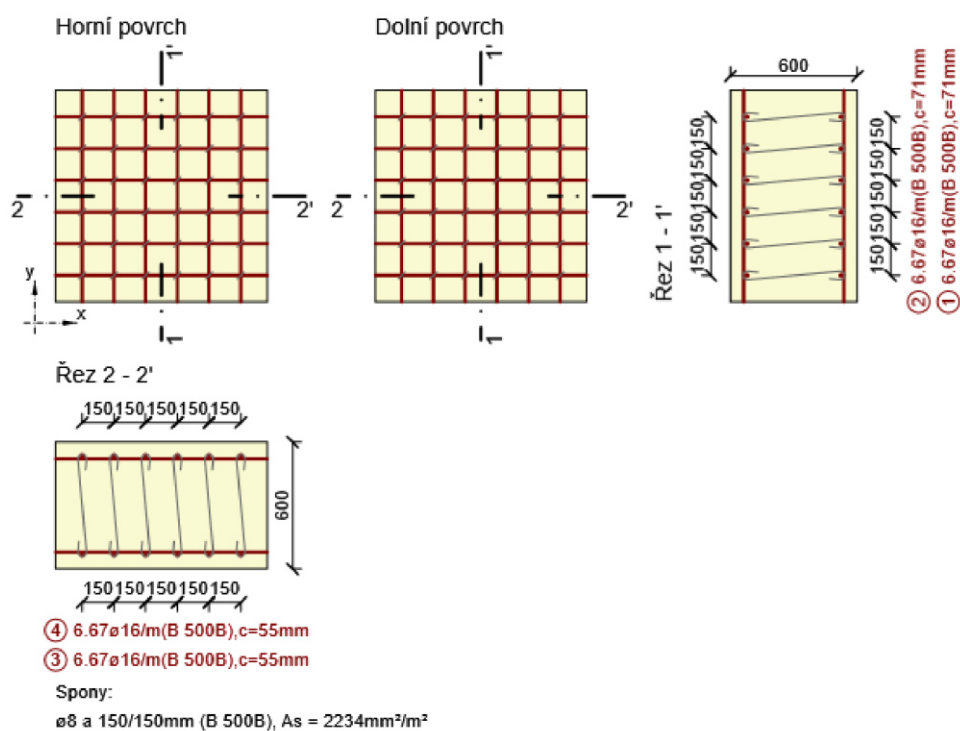 Horní povrch
Dolní povrch
1'
1'
600
2
2'
2
2'
150 150 150 150 150
150 150 150 150 150
Řez 1 - 1'
② 6.67ø16/m(B 500B),c=71mm
① 6.67ø16/m(B 500B),c=71mm
y
x
1
1
Řez 2 - 2'
150 150 150 150 150
600
150 150 150 150 150
④ 6.67ø16/m(B 500B),c=55mm
③ 6.67ø16/m(B 500B),c=55mm
Spony:
ø8 a 150/150mm (B 500B), As = 2234mm²/m²